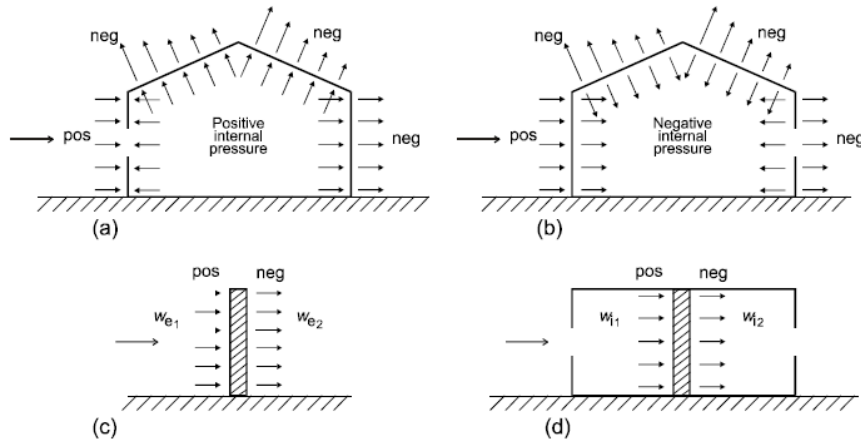 neg
neg
pos
Positive
internal
pressure
neg
(a)
neg
neg
pos
Negative
internal
pressure
neg
(b)
pos
neg
we1
we2
(c)
pos
neg
wi1
wi2
(d)